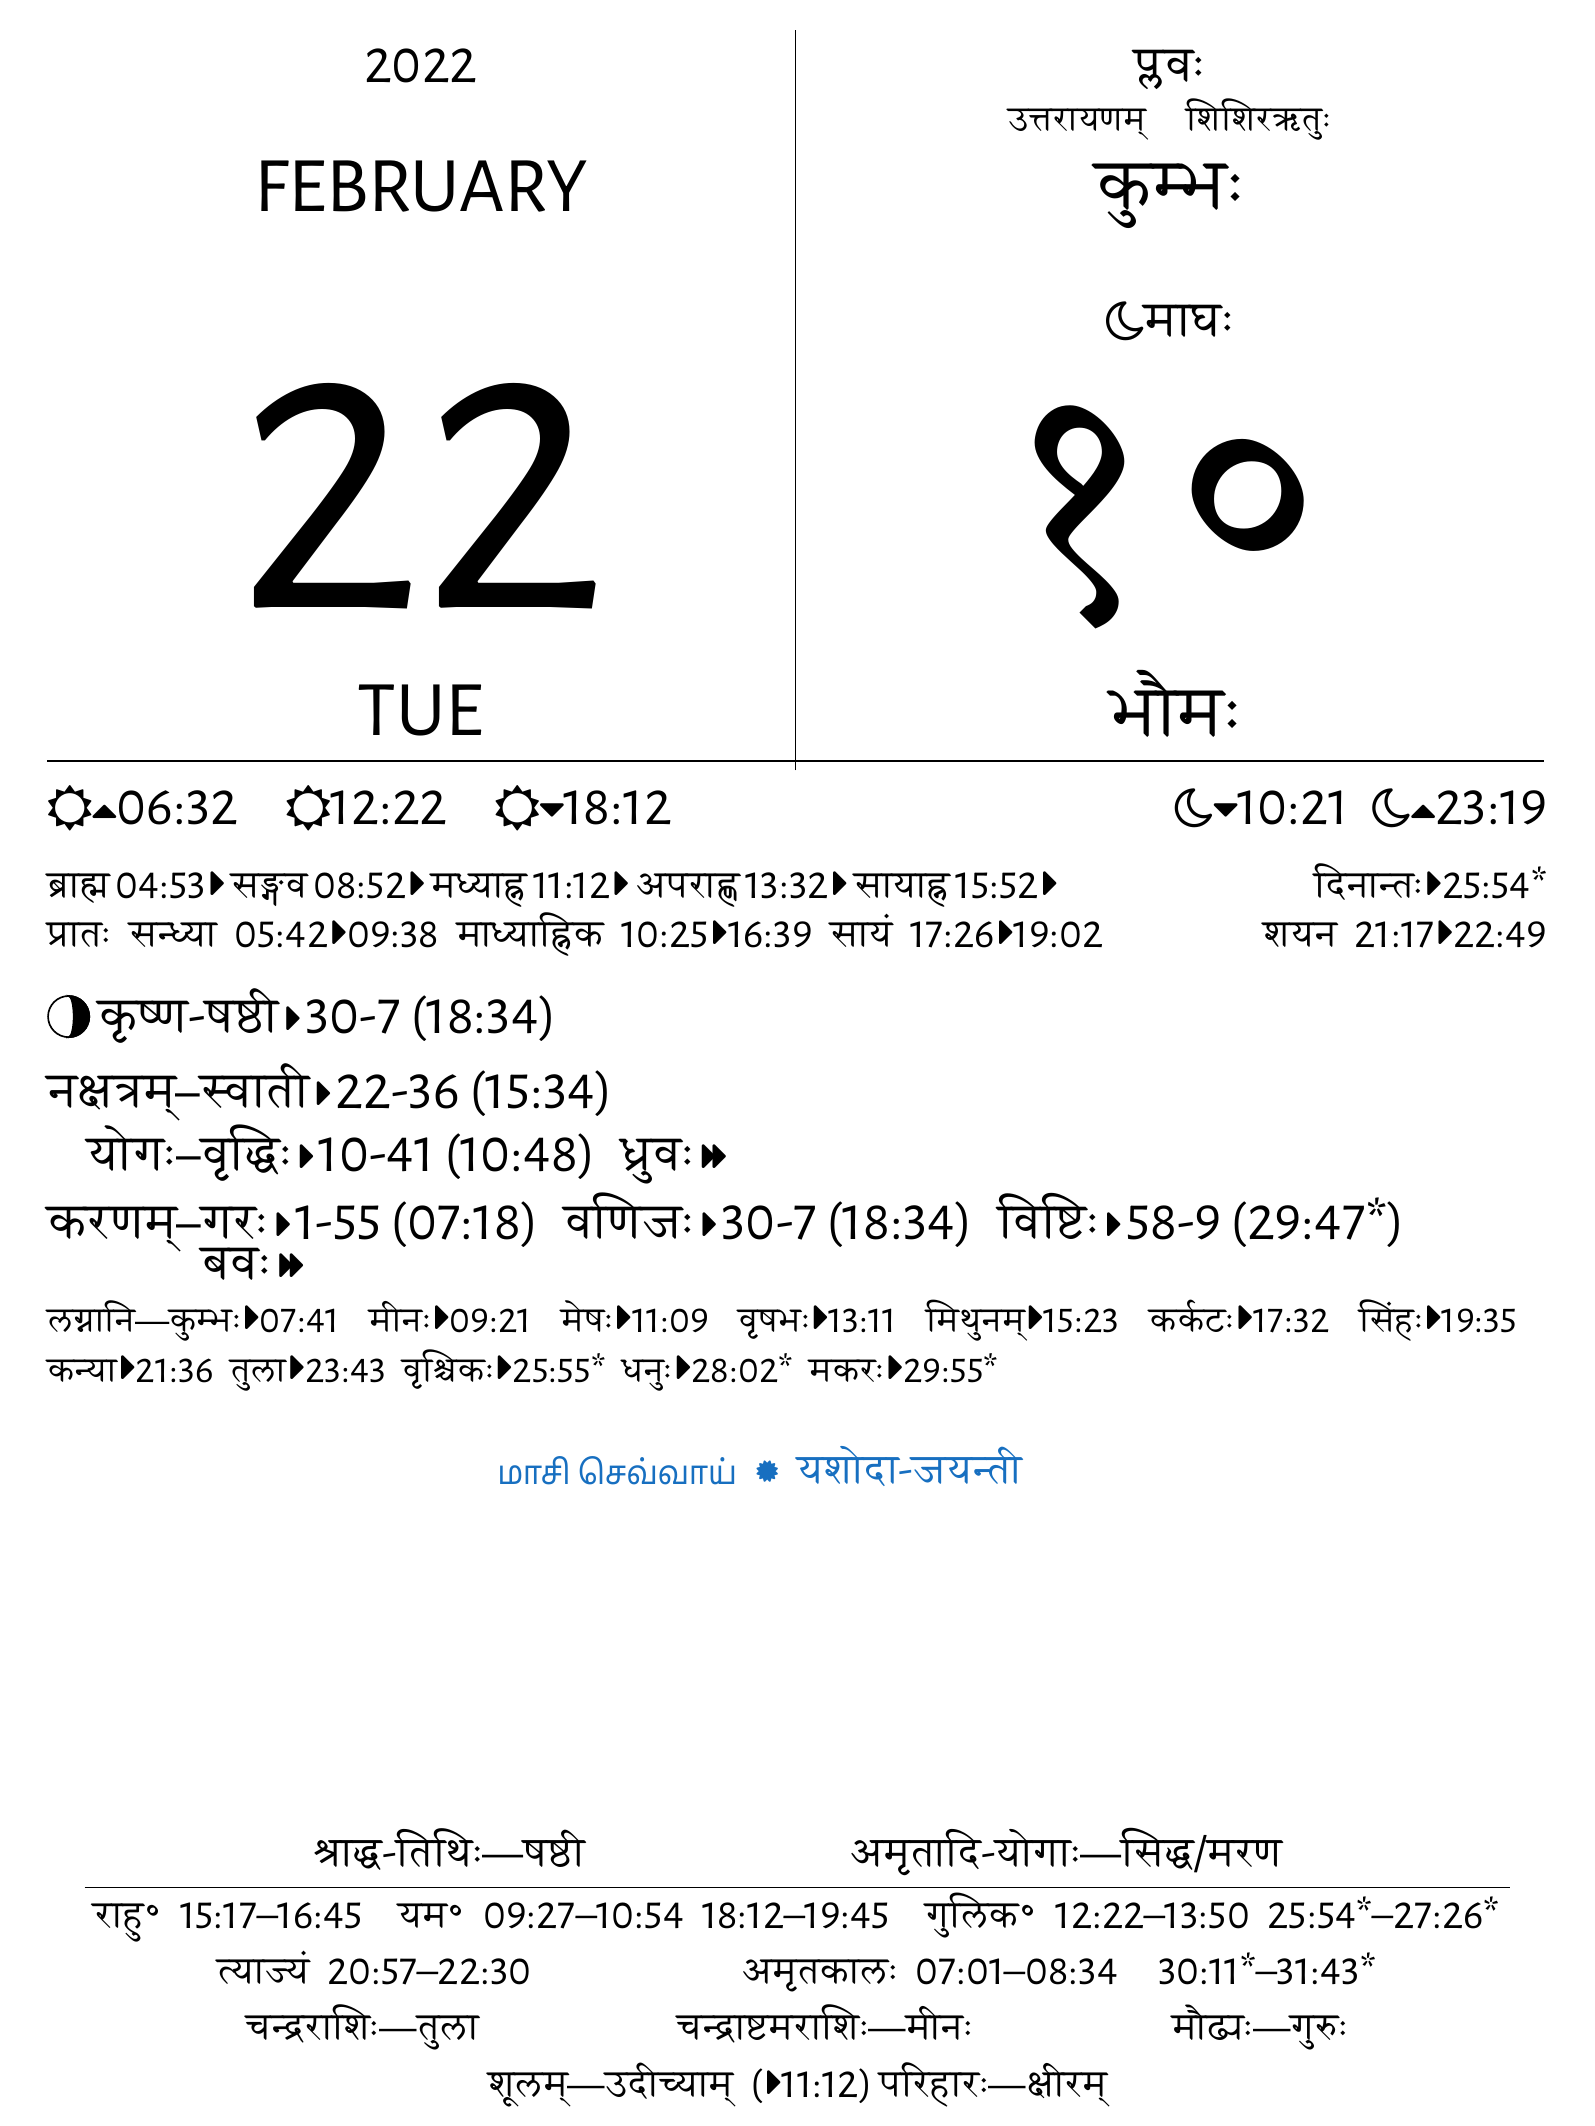 2022
FEBRUARY
22
TUE
प्लवः
उत्तरायणम् शिशिरऋतुः
कुम्भः
माघः
१०
भौमः
06:32 12:22 18:12 10:21 23:19
ब्राह्म 04:53 सङ्गव 08:52 मध्याह्न 11:12 अपराह्ण 13:32 सायाह्न 15:52 दिनान्तः 25:54*
प्रातः सन्ध्या 05:42 09:38 माध्याह्निक 10:25 16:39 सायं 17:26 19:02 शयन 21:17 22:49
कृष्ण-षष्ठी 30-7 (18:34)
नक्षत्रम्–स्वाती 22-36 (15:34)
योगः–वृद्धिः 10-41 (10:48) ध्रुवः
करणम्–गरः 1-55 (07:18) वणिजः 30-7 (18:34) विष्टिः 58-9 (29:47*)
बवः
लग्नानि—कुम्भः 07:41 मीनः 09:21 मेषः 11:09 वृषभः 13:11 मिथुनम् 15:23 कर्कटः 17:32 सिंहः 19:35
कन्या 21:36 तुला 23:43 वृश्चिकः 25:55* धनुः 28:02* मकरः 29:55*
மாசி செவ்வாய் यशोदा-जयन्ती
श्राद्ध-तिथिः—षष्ठी अमृतादि-योगाः—सिद्ध/मरण
राहु° 15:17–16:45 यम° 09:27–10:54 18:12–19:45 गुलिक° 12:22–13:50 25:54*–27:26*
त्याज्यं 20:57–22:30 अमृतकालः 07:01–08:34 30:11*–31:43*
चन्द्रराशिः—तुला चन्द्राष्टमराशिः—मीनः मौढ्यः—गुरुः
शूलम्—उदीच्याम् (11:12) परिहारः—क्षीरम्